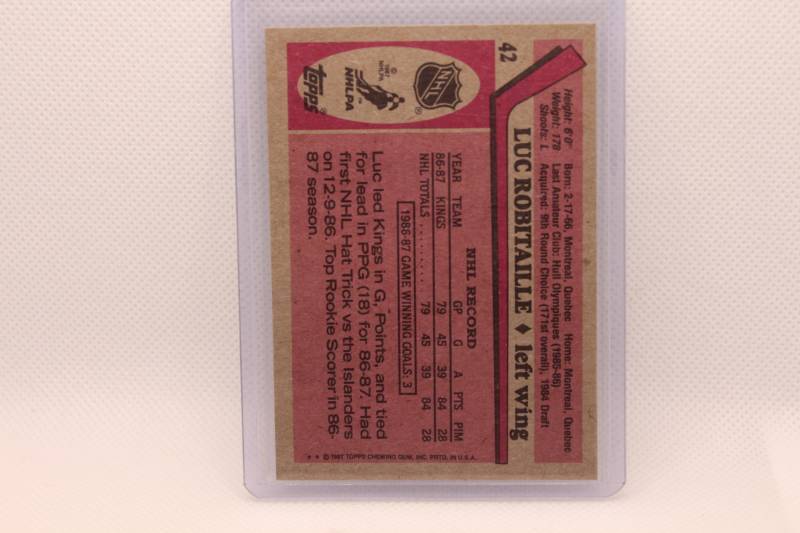 42
Height: 6'0" Born: 2-17-66, Montreal, Quebec Home: Montreal, Quebec
Weight: 178 Last Amateur Club: Hull Olympiques (1985-86)
Shoots: L Acquired: 9th Round Choice (171st overall), 1984 Draft
LUC ROBITAILLE ♦ left wing
NHL
®
© 1987 NHLPA
NHLPA
TOPPS®
NHL RECORD
YEAR TEAM GP G A PTS PIM
86-87 KINGS 79 45 39 84 28
NHL TOTALS . . . . . . . . . . 79 45 39 84 28
1986-87 GAME WINNING GOALS: 3
Luc led Kings in G, Points, and tied
for lead in PPG (18) for 86-87. Had
first NHL Hat Trick vs the Islanders
on 12-9-86. Top Rookie Scorer in 86-
87 season.
** © 1987 TOPPS CHEWING GUM, INC. PRTD. IN U.S.A.